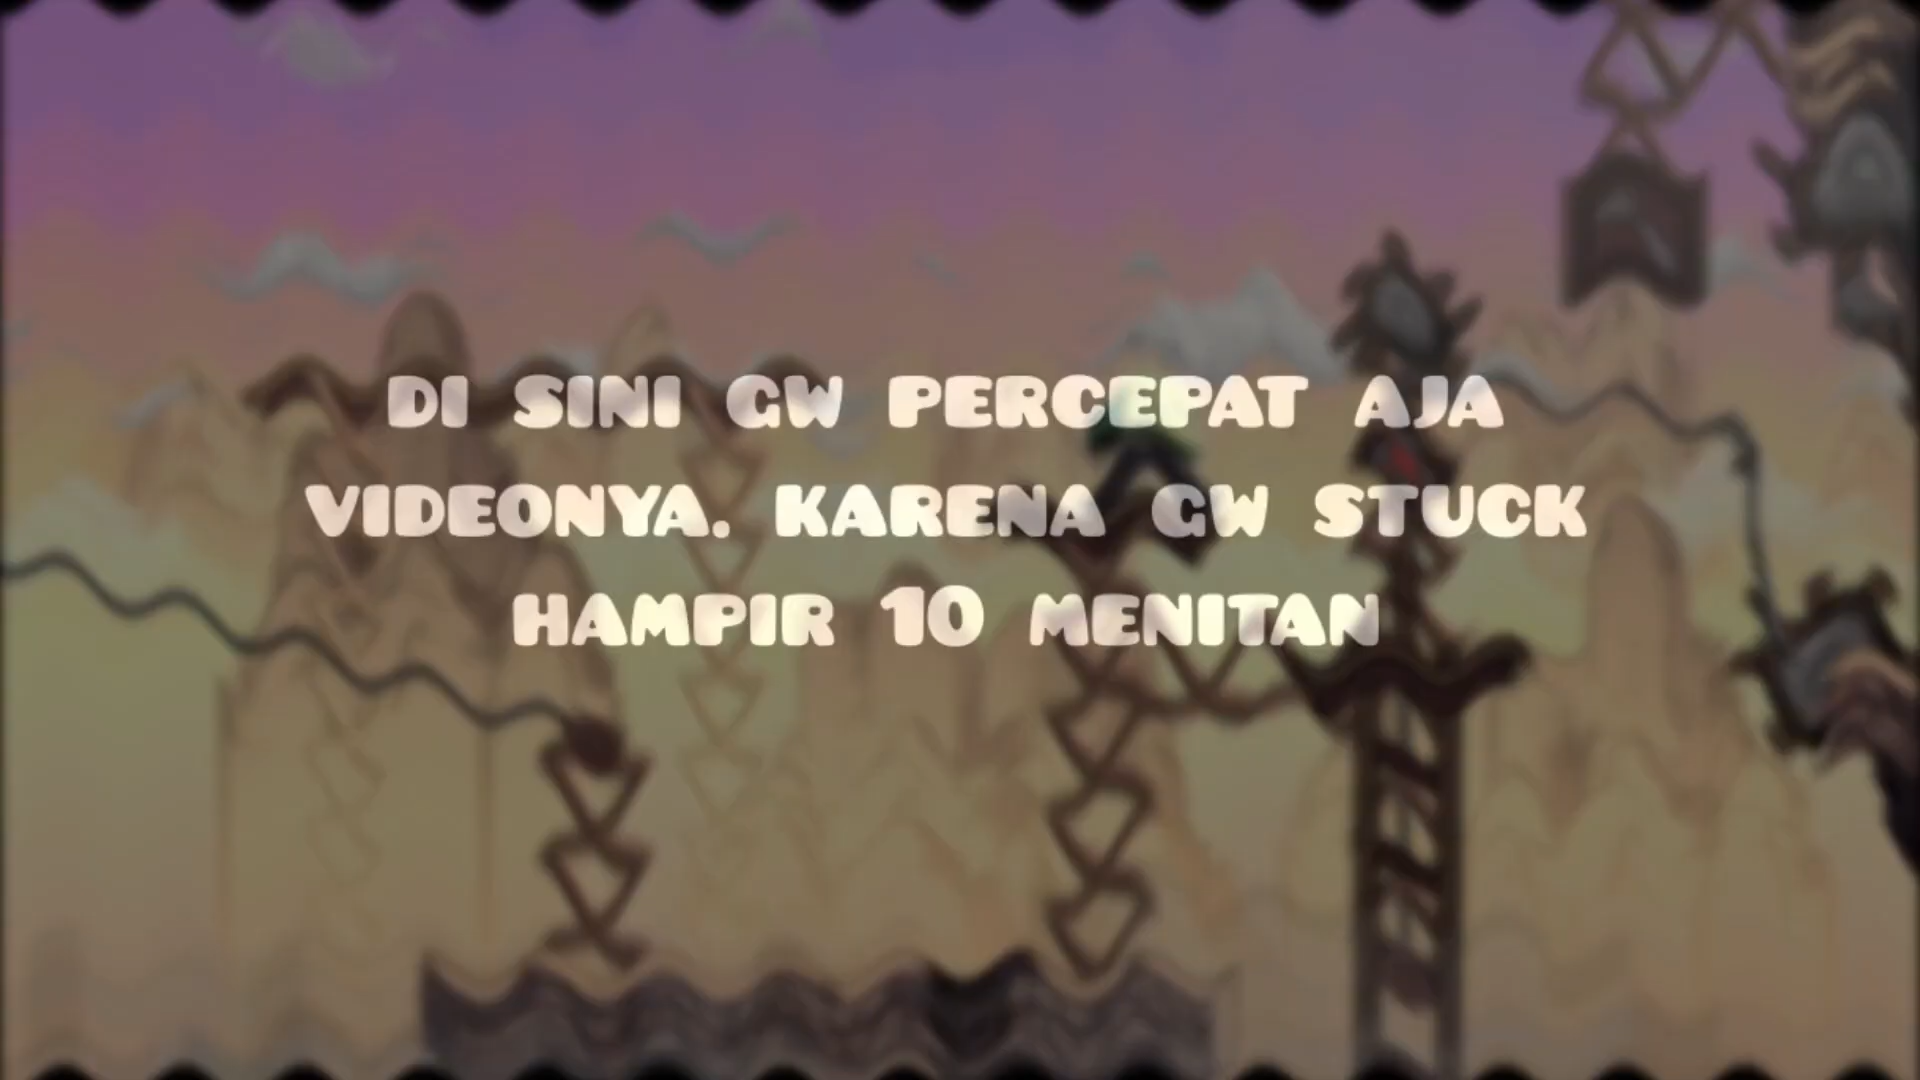 DI SINI GW PERCEPAT AJA
VIDEONYA. KARENA GW STUCK
HAMPIR 10 MENITAN